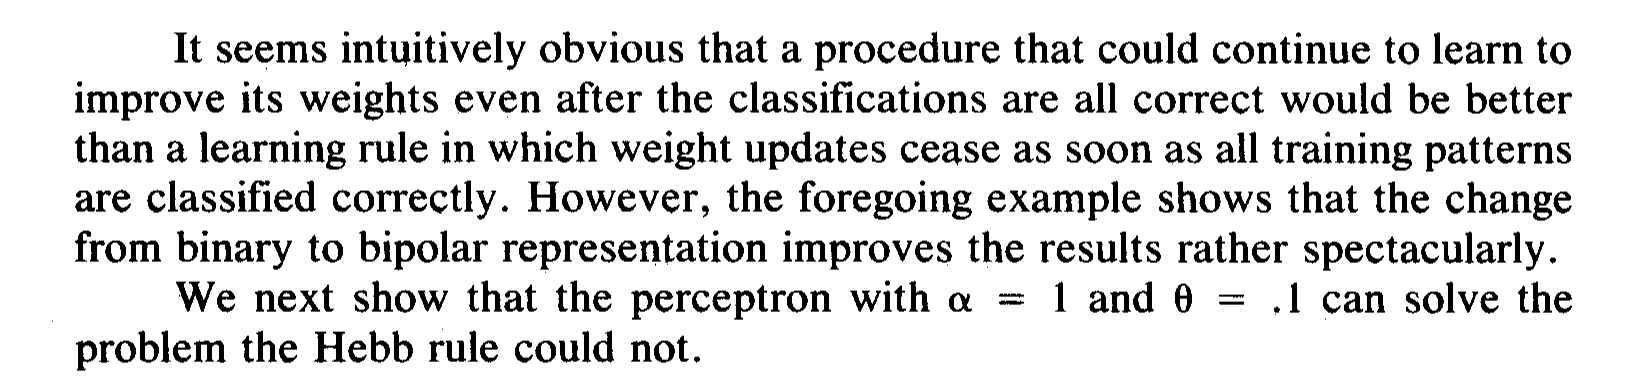 It seems intuitively obvious that a procedure that could continue to learn to
improve its weights even after the classifications are all correct would be better
than a learning rule in which weight updates cease as soon as all training patterns
are classified correctly. However, the foregoing example shows that the change
from binary to bipolar representation improves the results rather spectacularly.
We next show that the perceptron with α = 1 and θ = .1 can solve the
problem the Hebb rule could not.